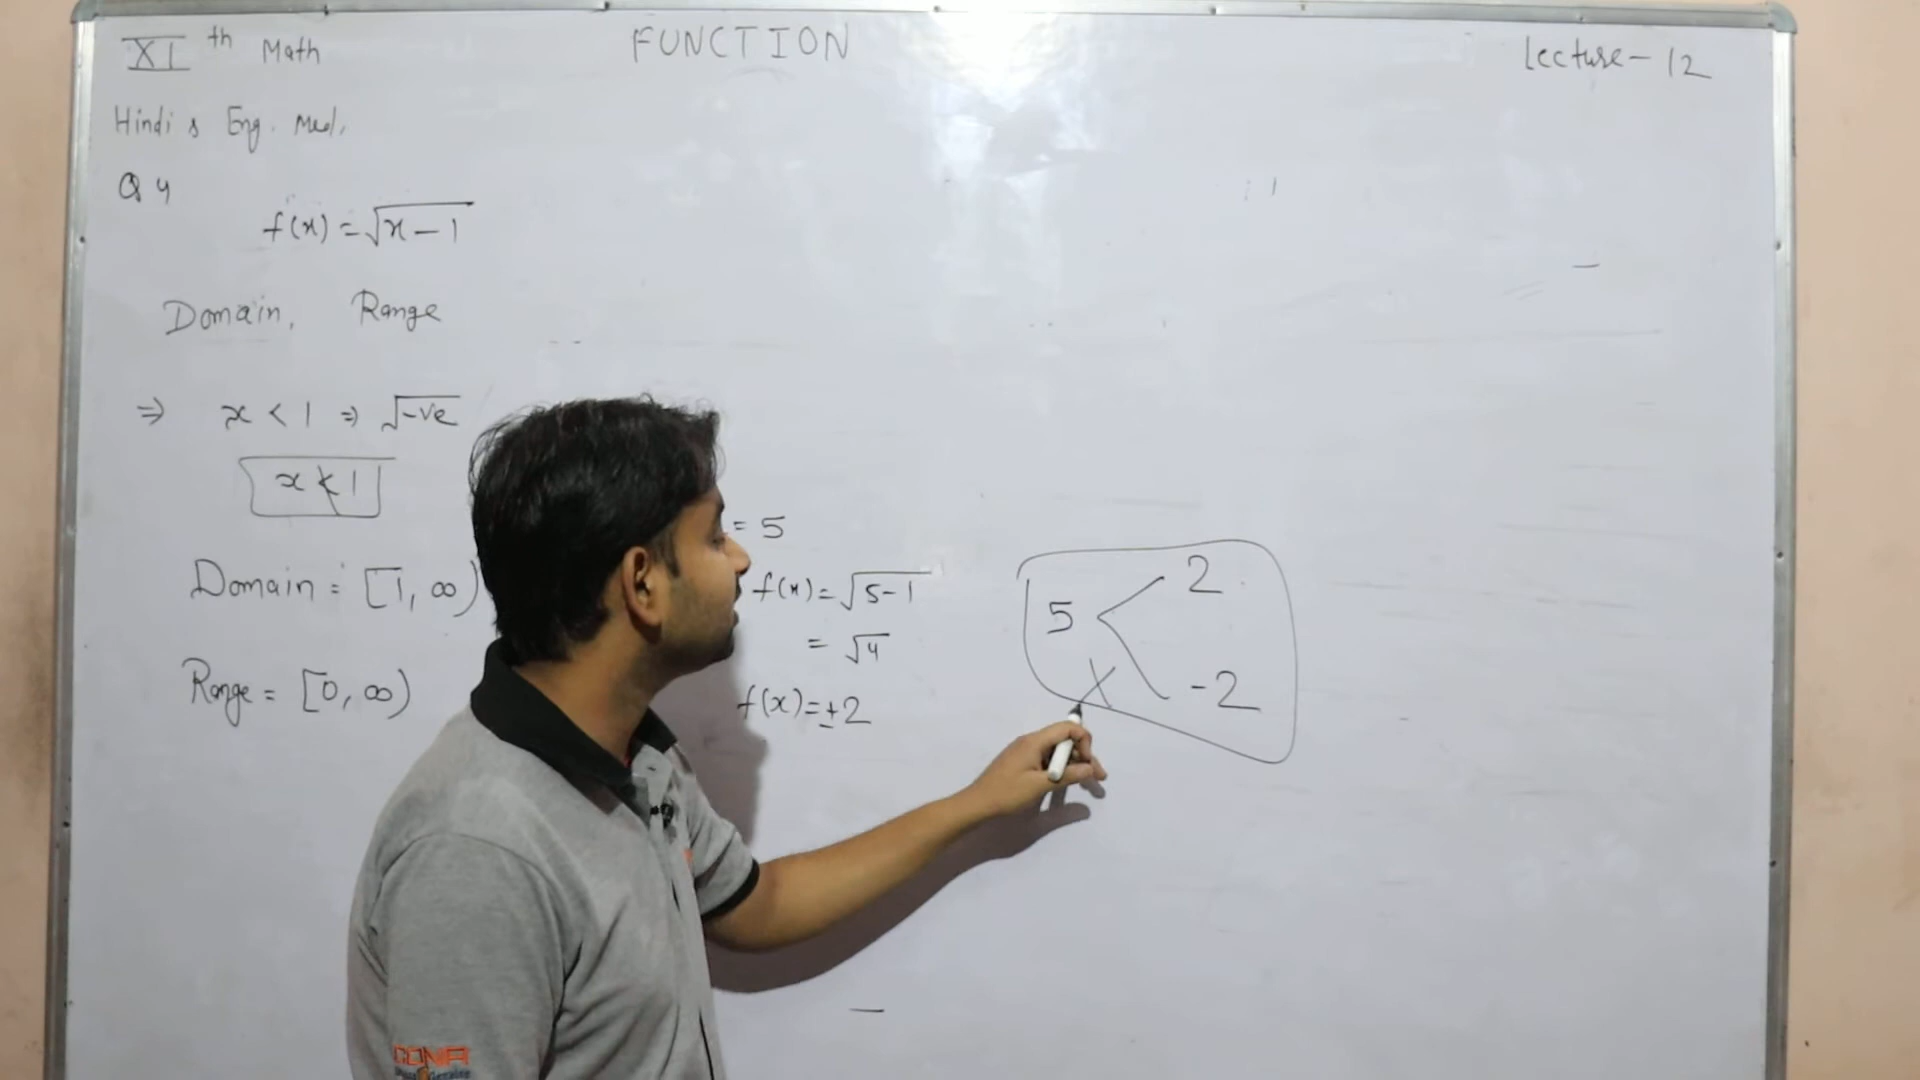 XI th Math
FUNCTION
Lecture - 12
Hindi & Eng. Med.
Q 4
f(x) = √x-1
Domain, Range
⇒ x < 1 ⇒ √-ve
x ≮ 1
Domain = [1, ∞)
Range = [0, ∞)
= 5
f(x) = √5-1
= √4
f(x) = ±2
5
2
-2